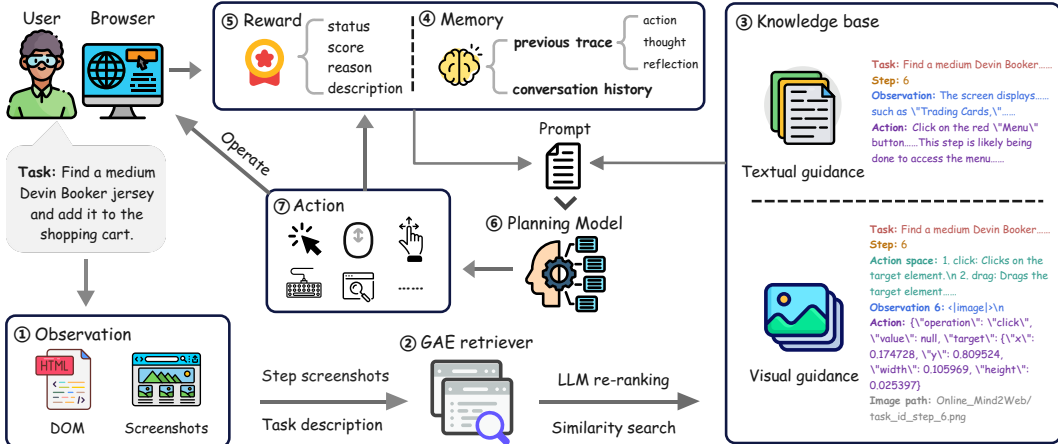 User
Browser
⑤ Reward
status
score
reason
description
④ Memory
previous trace
action
thought
reflection
conversation history
③ Knowledge base
Task: Find a medium Devin Booker......
Step: 6
Observation: The screen displays......
such as \"Trading Cards,\"......
Action: Click on the red \"Menu\"
button......This step is likely being
done to access the menu......
Textual guidance
Task: Find a medium Devin Booker......
Step: 6
Action space: 1. click: Clicks on the
target element.\n 2. drag: Drags the
target element......
Observation 6: <|image|>\n
Action: {\"operation\": \"click\",
\"value\": null, \"target\": {\"x\":
0.174728, \"y\": 0.809524,
\"width\": 0.105969, \"height\":
0.025397}
Image path: Online_Mind2Web/
task_id_step_6.png
Visual guidance
Task: Find a medium
Devin Booker jersey
and add it to the
shopping cart.
Operate
Prompt
⑦ Action
......
⑥ Planning Model
① Observation
HTML
DOM
Screenshots
Step screenshots
Task description
② GAE retriever
LLM re-ranking
Similarity search